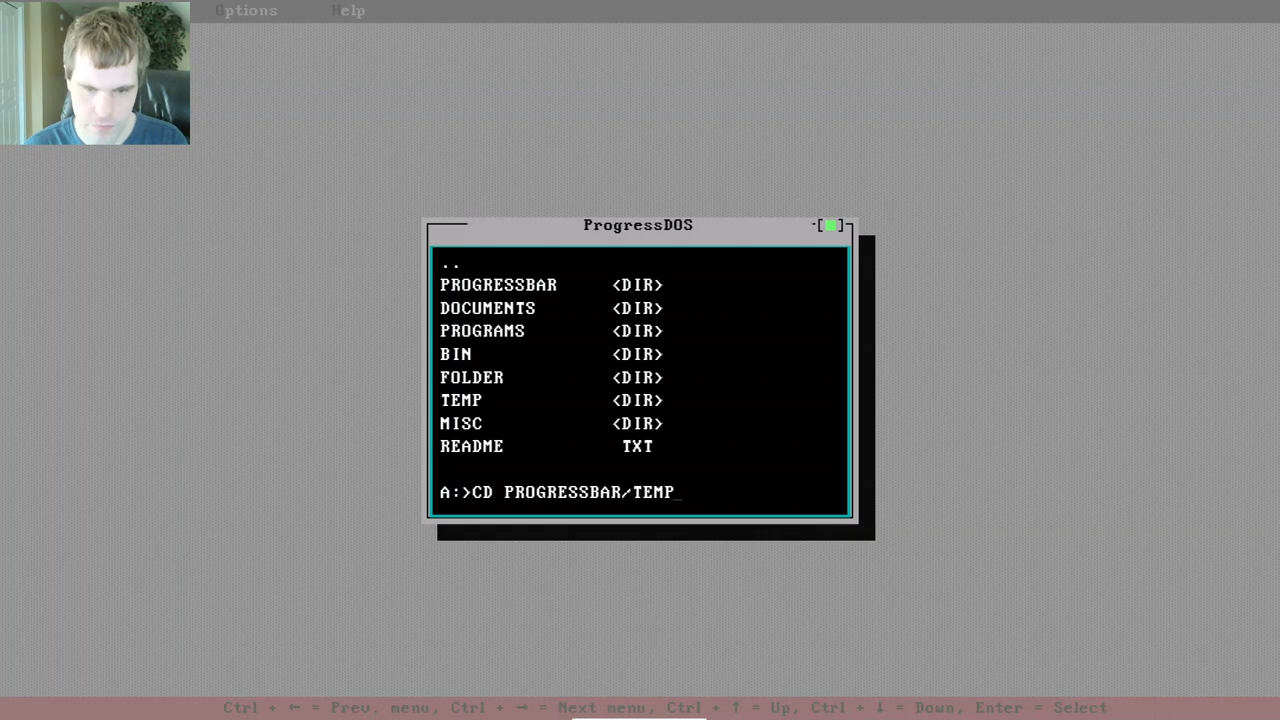 Options Help
ProgressDOS
..
PROGRESSBAR <DIR>
DOCUMENTS <DIR>
PROGRAMS <DIR>
BIN <DIR>
FOLDER <DIR>
TEMP <DIR>
MISC <DIR>
README TXT
A:>CD PROGRESSBAR/TEMP_
Ctrl + ← = Prev. menu, Ctrl + → = Next menu, Ctrl + ↑ = Up, Ctrl + ↓ = Down, Enter = Select